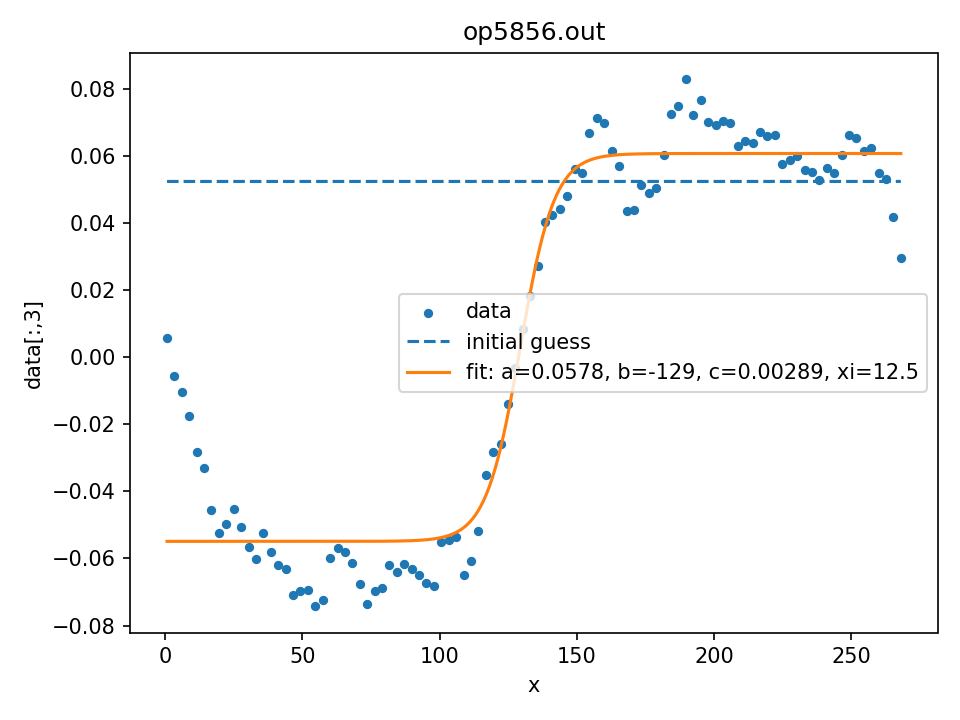 op5856.out
0.08
0.06
0.04
0.02
0.00
−0.02
−0.04
−0.06
−0.08
data[:,3]
data
initial guess
fit: a=0.0578, b=-129, c=0.00289, xi=12.5
0 50 100 150 200 250
x